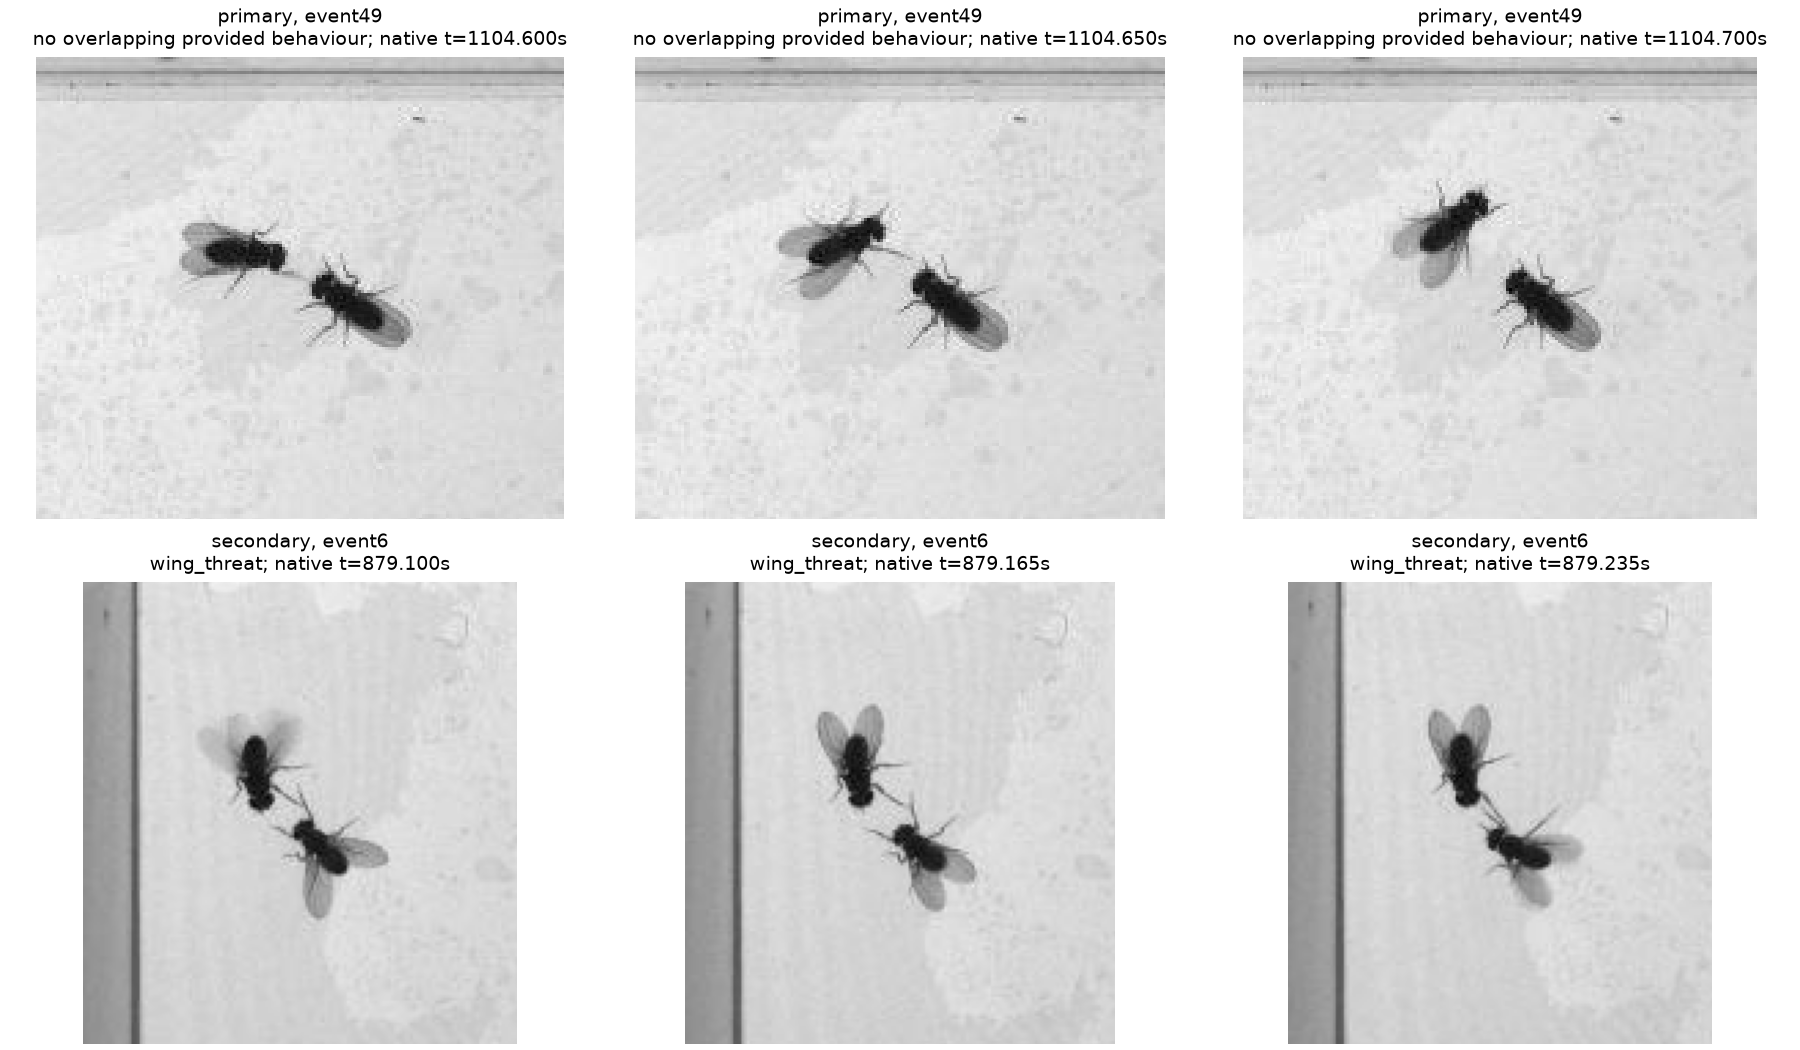 primary, event49
no overlapping provided behaviour; native t=1104.600s
primary, event49
no overlapping provided behaviour; native t=1104.650s
primary, event49
no overlapping provided behaviour; native t=1104.700s
secondary, event6
wing_threat; native t=879.100s
secondary, event6
wing_threat; native t=879.165s
secondary, event6
wing_threat; native t=879.235s